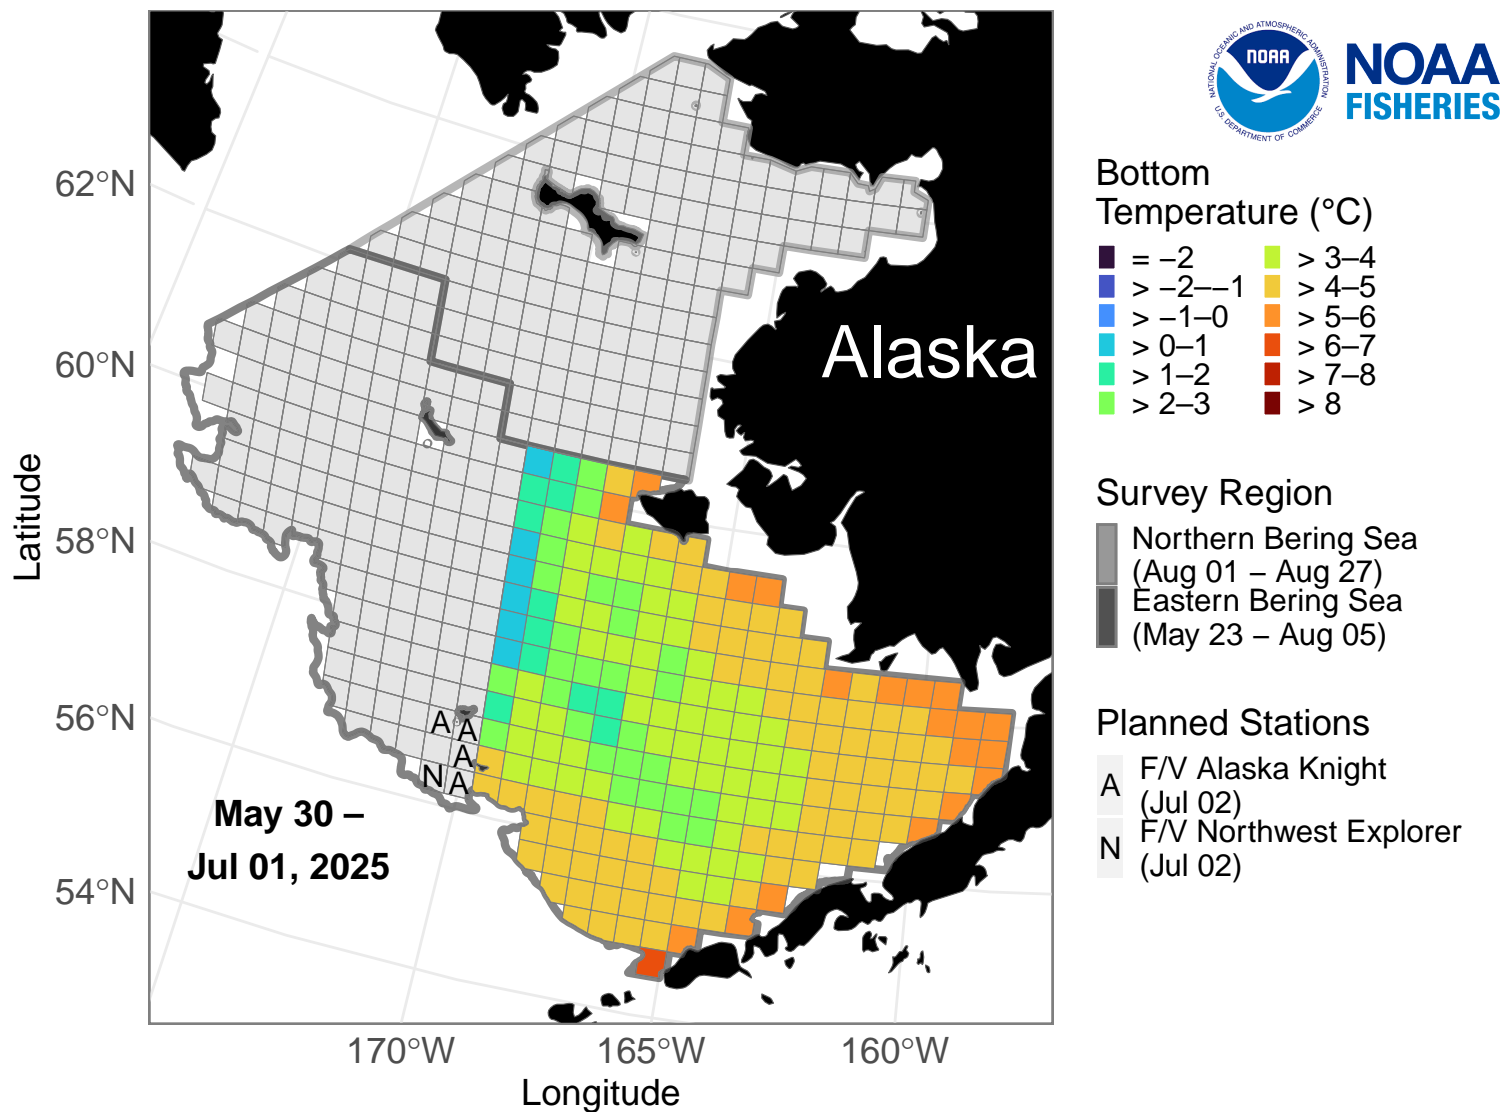 NATIONAL OCEANIC AND ATMOSPHERIC ADMINISTRATION
U.S. DEPARTMENT OF COMMERCE
NOAA
NOAA
FISHERIES
Bottom
Temperature (°C)
= −2
> −2−−1
> −1−0
> 0−1
> 1−2
> 2−3
> 3−4
> 4−5
> 5−6
> 6−7
> 7−8
> 8
Survey Region
Northern Bering Sea
(Aug 01 − Aug 27)
Eastern Bering Sea
(May 23 − Aug 05)
Planned Stations
A F/V Alaska Knight
(Jul 02)
N F/V Northwest Explorer
(Jul 02)
Alaska
A
A
A
N
A
May 30 –
Jul 01, 2025
Latitude
62°N
60°N
58°N
56°N
54°N
170°W
165°W
160°W
Longitude